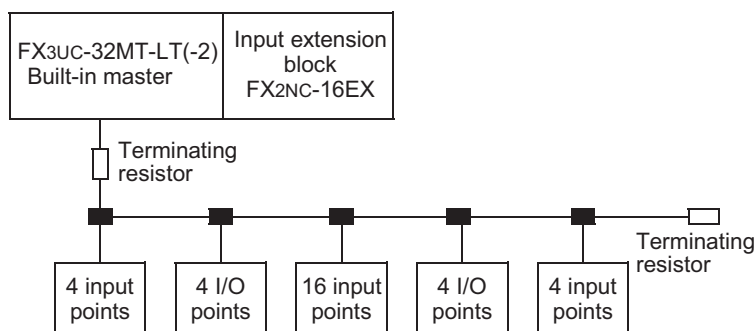 FX3UC-32MT-LT(-2)
Built-in master
Input extension
block
FX2NC-16EX
Terminating
resistor
Terminating
resistor
4 input
points
4 I/O
points
16 input
points
4 I/O
points
4 input
points